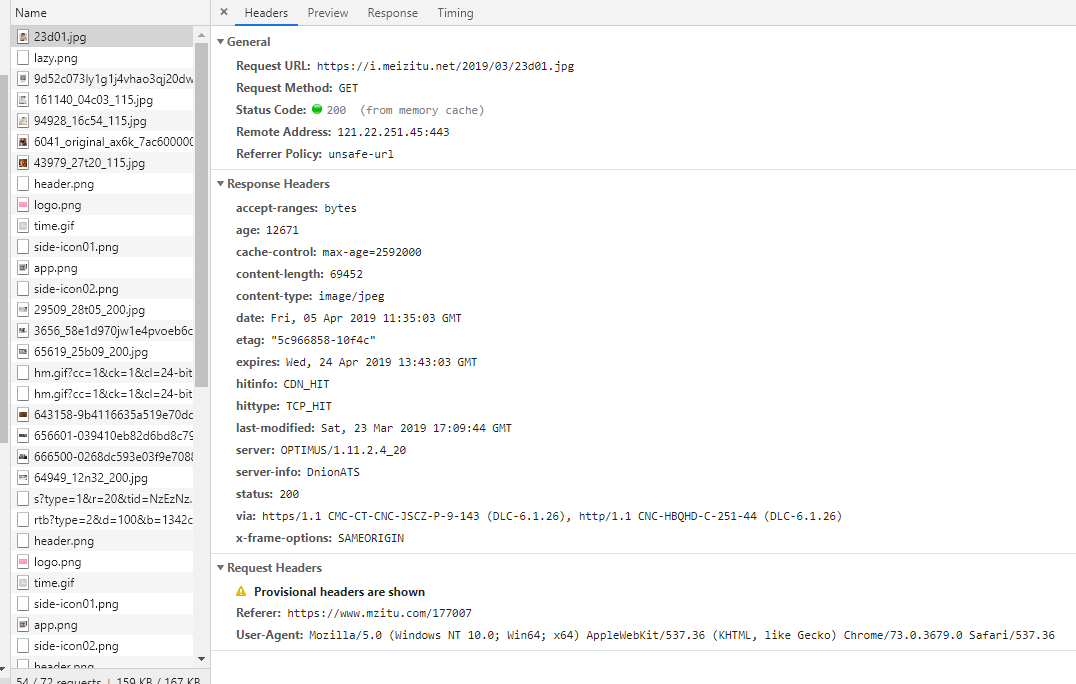 Name
23d01.jpg
lazy.png
9d52c073ly1g1j4vhao3qj20dw
161140_04c03_115.jpg
94928_16c54_115.jpg
6041_original_ax6k_7ac600000
43979_27t20_115.jpg
header.png
logo.png
time.gif
side-icon01.png
app.png
side-icon02.png
29509_28t05_200.jpg
3656_58e1d970jw1e4pvoeb6c
65619_25b09_200.jpg
hm.gif?cc=1&ck=1&cl=24-bit
hm.gif?cc=1&ck=1&cl=24-bit
643158-9b4116635a519e70dc
656601-039410eb82d6bd8c79
666500-0268dc593e03f9e7088
64949_12n32_200.jpg
s?type=1&r=20&tid=NzEzNz.
rtb?type=2&d=100&b=1342c
header.png
logo.png
time.gif
side-icon01.png
app.png
side-icon02.png
header.png
54 / 72 requests | 159 KB / 167 KB
× Headers Preview Response Timing
General
Request URL: https://i.meizitu.net/2019/03/23d01.jpg
Request Method: GET
Status Code: 200 (from memory cache)
Remote Address: 121.22.251.45:443
Referrer Policy: unsafe-url
Response Headers
accept-ranges: bytes
age: 12671
cache-control: max-age=2592000
content-length: 69452
content-type: image/jpeg
date: Fri, 05 Apr 2019 11:35:03 GMT
etag: "5c966858-10f4c"
expires: Wed, 24 Apr 2019 13:43:03 GMT
hitinfo: CDN_HIT
hittype: TCP_HIT
last-modified: Sat, 23 Mar 2019 17:09:44 GMT
server: OPTIMUS/1.11.2.4_20
server-info: DnionATS
status: 200
via: https/1.1 CMC-CT-CNC-JSCZ-P-9-143 (DLC-6.1.26), http/1.1 CNC-HBQHD-C-251-44 (DLC-6.1.26)
x-frame-options: SAMEORIGIN
Request Headers
Provisional headers are shown
Referer: https://www.mzitu.com/177007
User-Agent: Mozilla/5.0 (Windows NT 10.0; Win64; x64) AppleWebKit/537.36 (KHTML, like Gecko) Chrome/73.0.3679.0 Safari/537.36